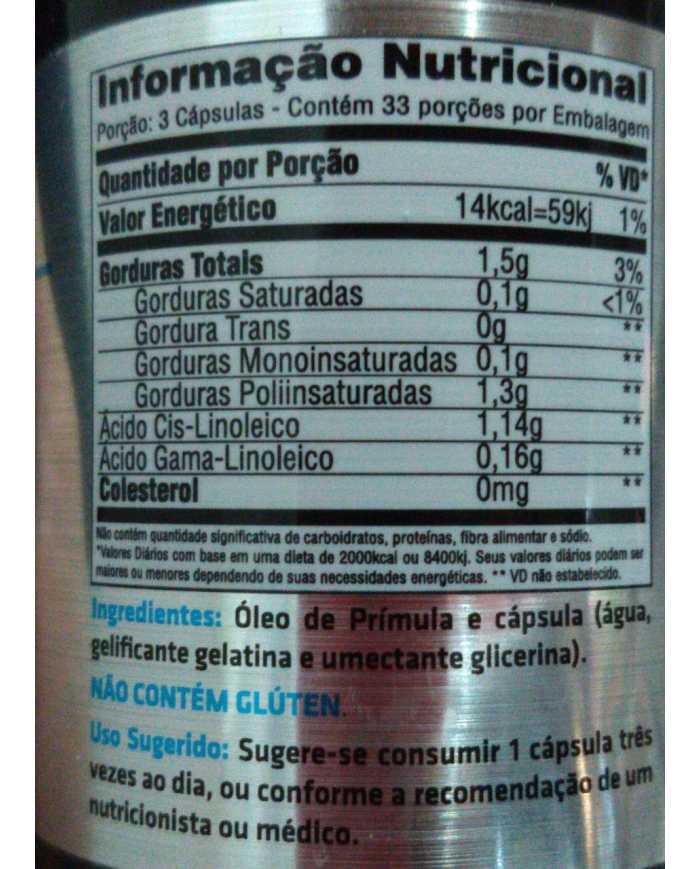 Informação Nutricional
Porção: 3 Cápsulas - Contém 33 porções por Embalagem
Quantidade por Porção % VD*
Valor Energético 14kcal=59kj 1%
Gorduras Totais 1,5g 3%
Gorduras Saturadas 0,1g <1%
Gordura Trans 0g **
Gorduras Monoinsaturadas 0,1g **
Gorduras Poliinsaturadas 1,3g **
Ácido Cis-Linoleico 1,14g **
Ácido Gama-Linoleico 0,16g **
Colesterol 0mg **
Não contém quantidade significativa de carboidratos, proteínas, fibra alimentar e sódio.
*Valores Diários com base em uma dieta de 2000kcal ou 8400kj. Seus valores diários podem ser
maiores ou menores dependendo de suas necessidades energéticas. ** VD não estabelecido.
Ingredientes: Óleo de Prímula e cápsula (água,
gelificante gelatina e umectante glicerina).
NÃO CONTÉM GLÚTEN.
Uso Sugerido: Sugere-se consumir 1 cápsula três
vezes ao dia, ou conforme a recomendação de um
nutricionista ou médico.